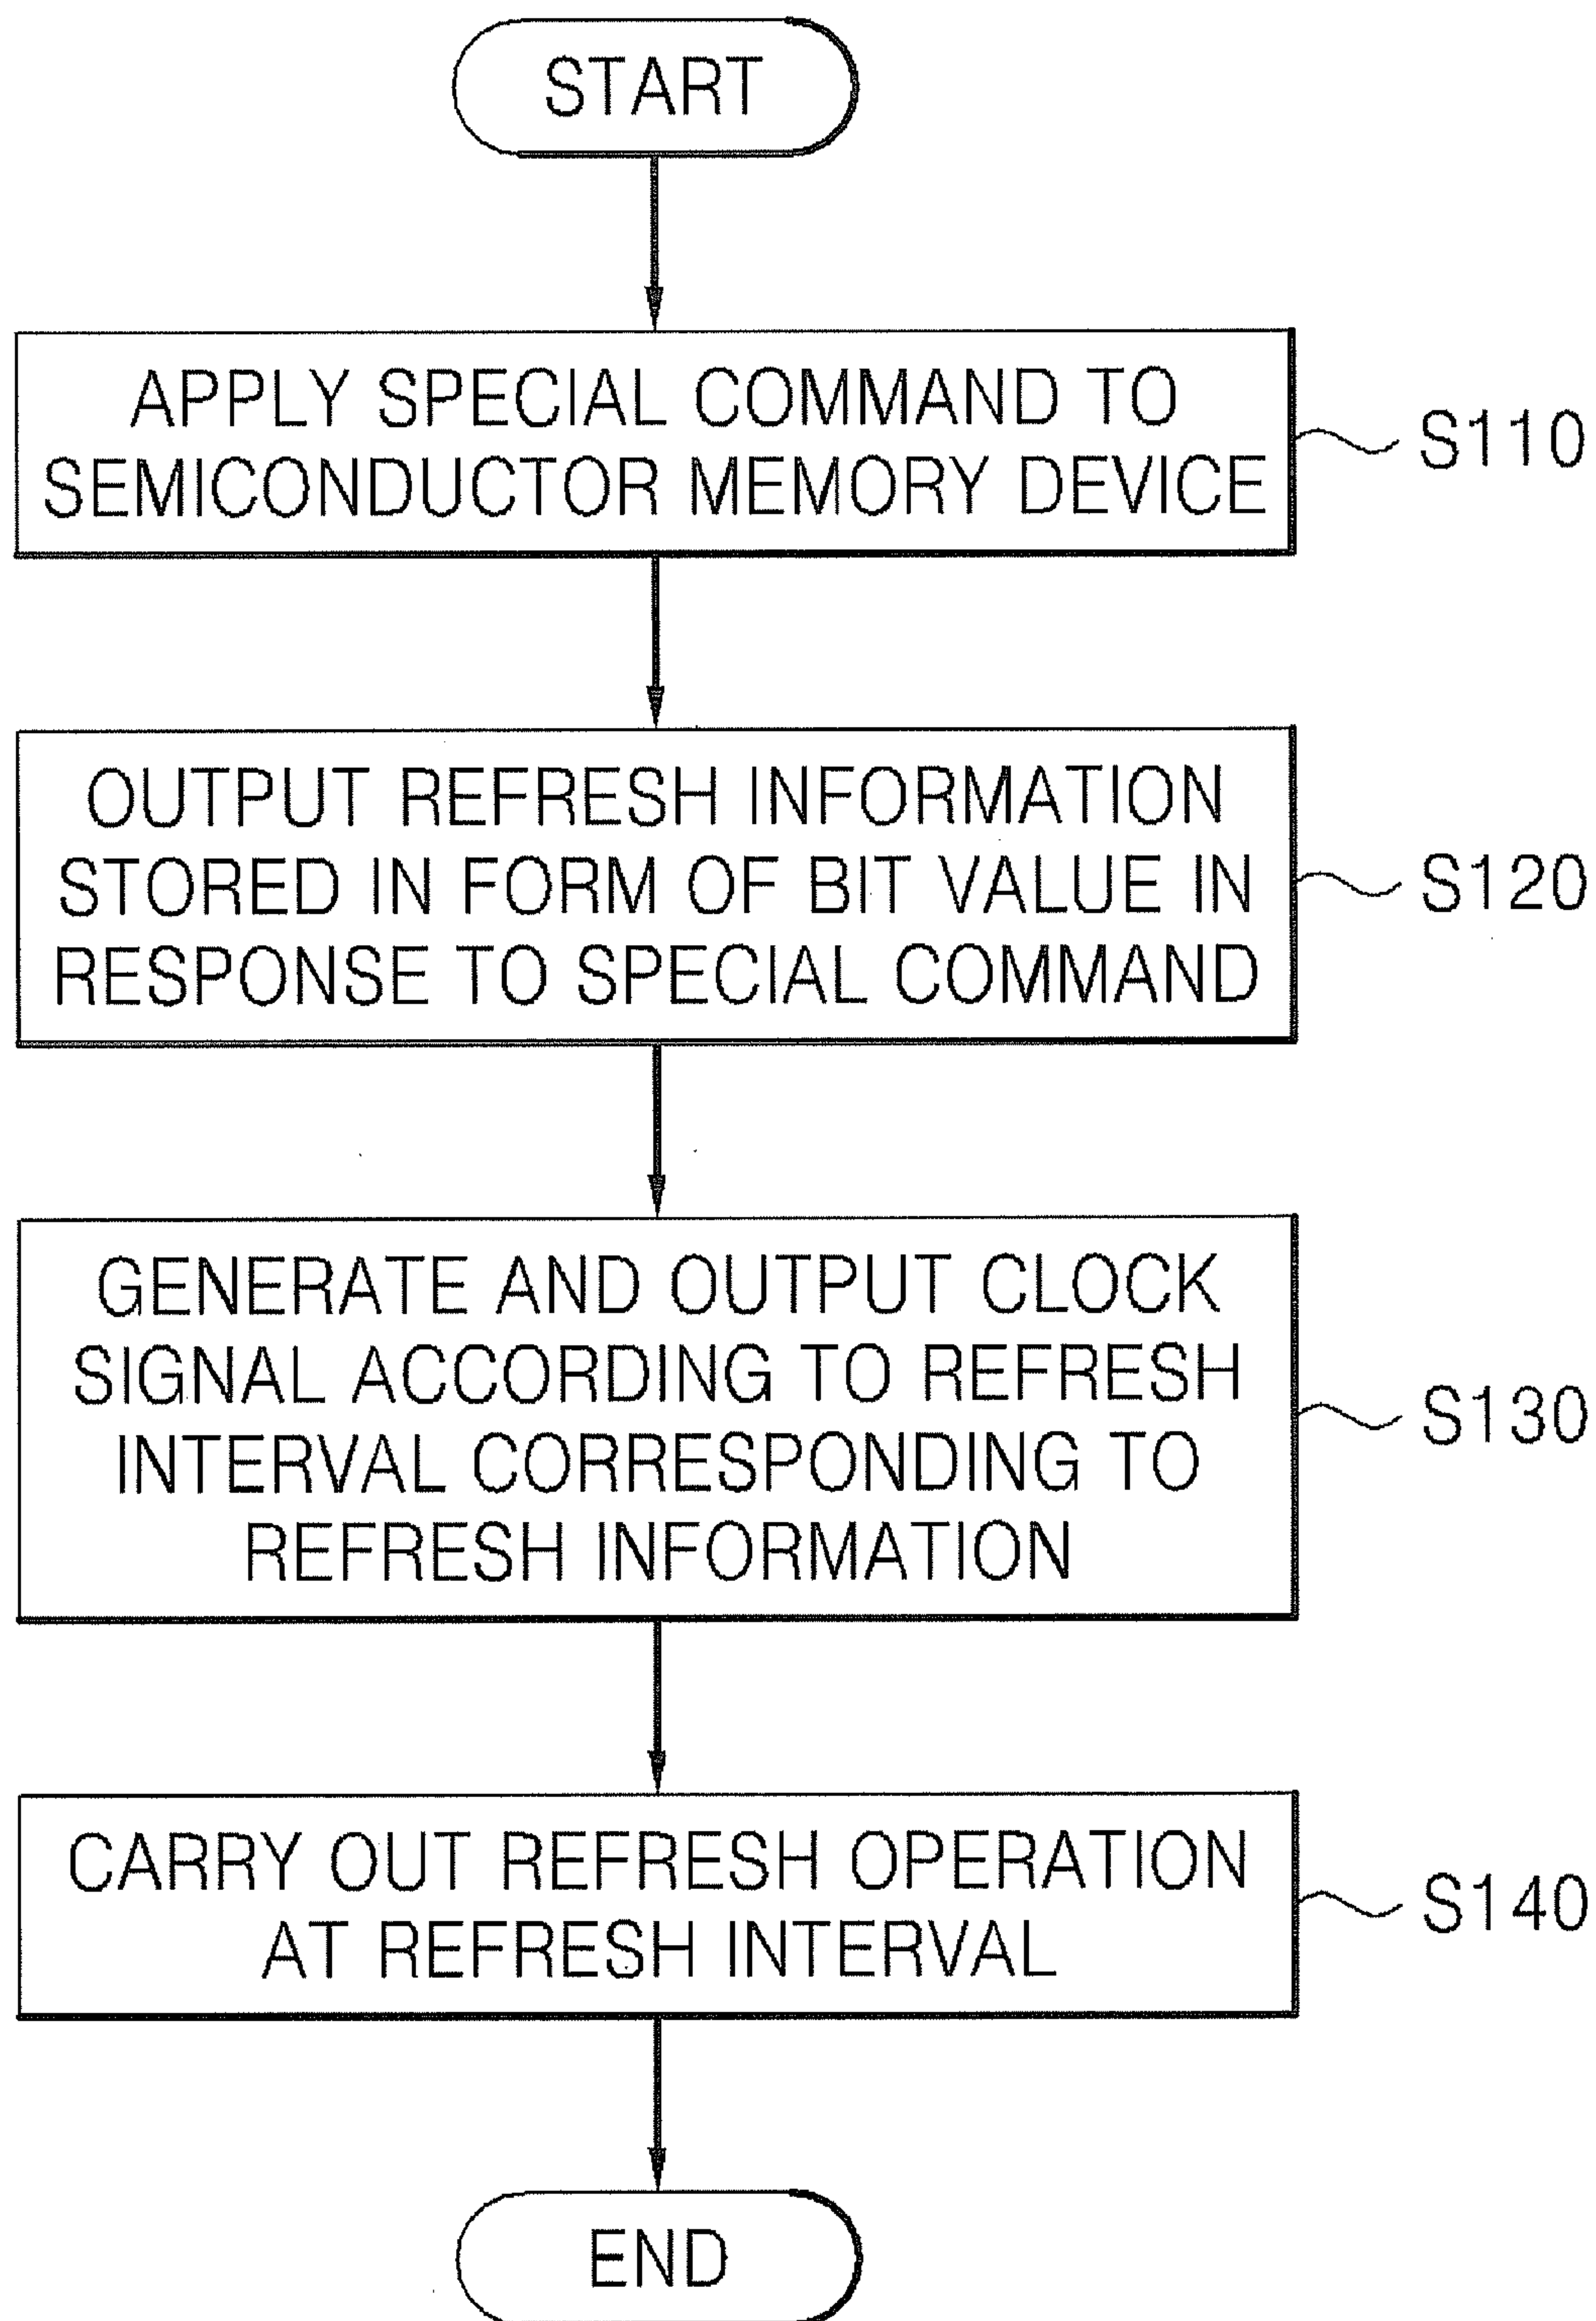 START
APPLY SPECIAL COMMAND TO
SEMICONDUCTOR MEMORY DEVICE
S110
OUTPUT REFRESH INFORMATION
STORED IN FORM OF BIT VALUE IN
RESPONSE TO SPECIAL COMMAND
S120
GENERATE AND OUTPUT CLOCK
SIGNAL ACCORDING TO REFRESH
INTERVAL CORRESPONDING TO
REFRESH INFORMATION
S130
CARRY OUT REFRESH OPERATION
AT REFRESH INTERVAL
S140
END